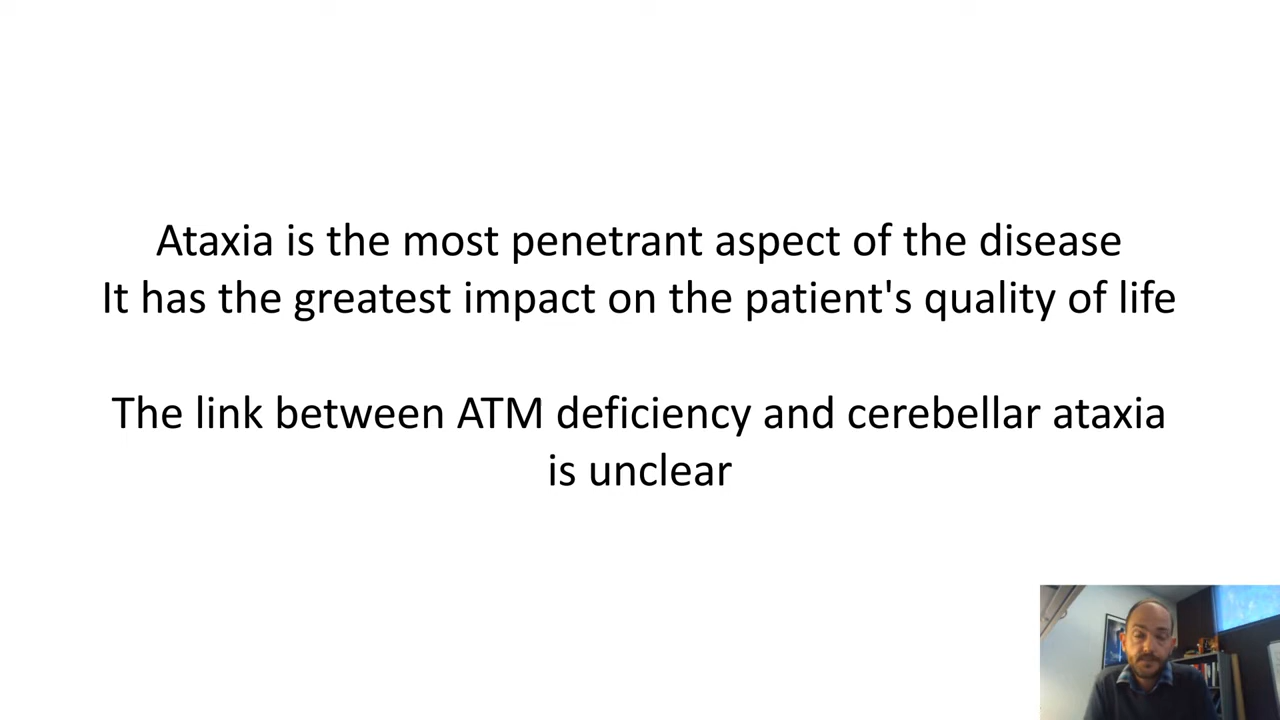 Ataxia is the most penetrant aspect of the disease
It has the greatest impact on the patient's quality of life
The link between ATM deficiency and cerebellar ataxia
is unclear